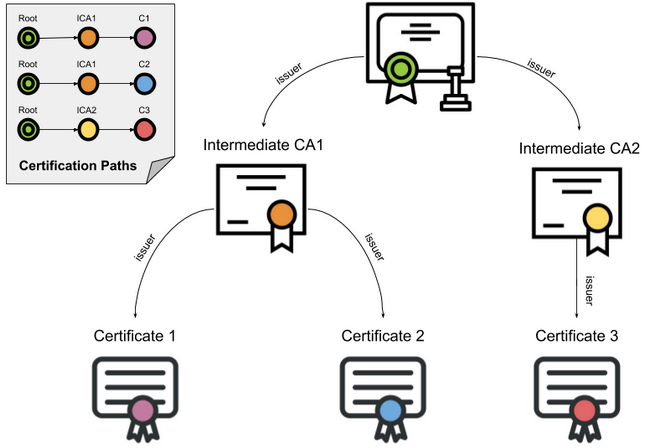 Root ICA1 C1
Root ICA1 C2
Root ICA2 C3
Certification Paths
issuer
issuer
Intermediate CA1
Intermediate CA2
issuer
issuer
issuer
Certificate 1
Certificate 2
Certificate 3